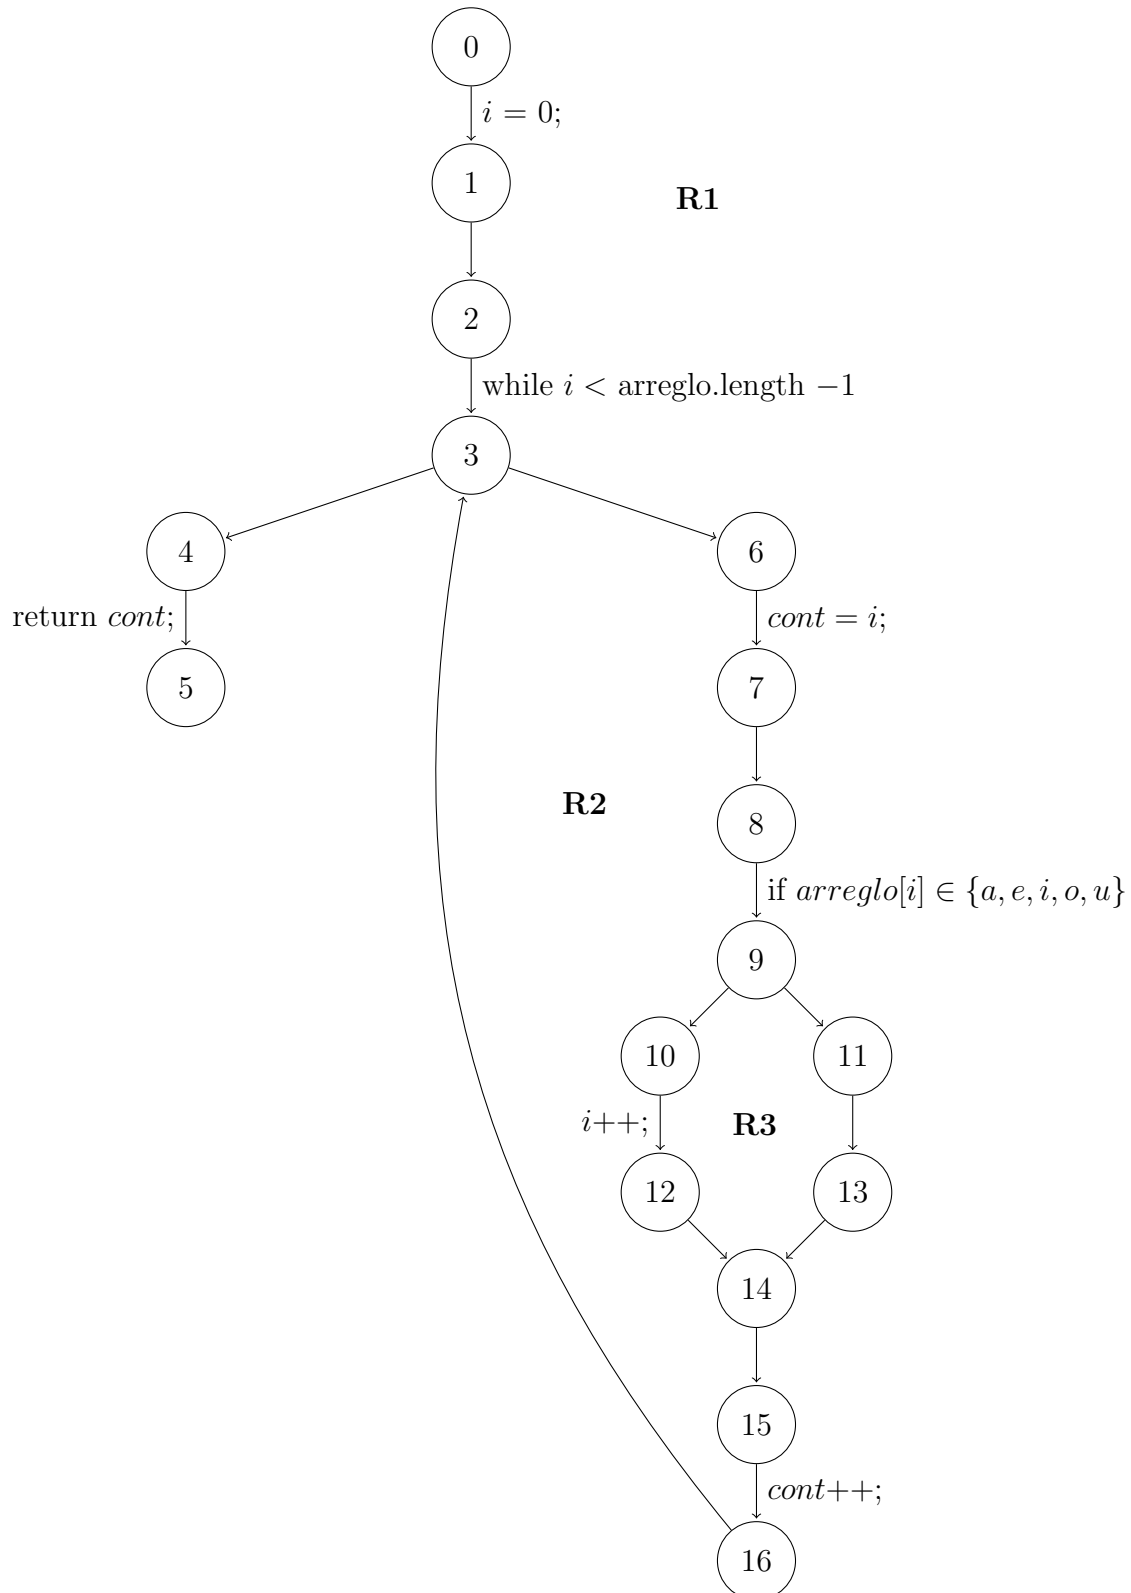 0
i = 0;
1
R1
2
while i < arreglo.length −1
3
4
6
return cont;
cont = i;
5
7
R2
8
if arreglo[i] ∈ {a, e, i, o, u}
9
10
11
i++;
R3
12
13
14
15
cont++;
16